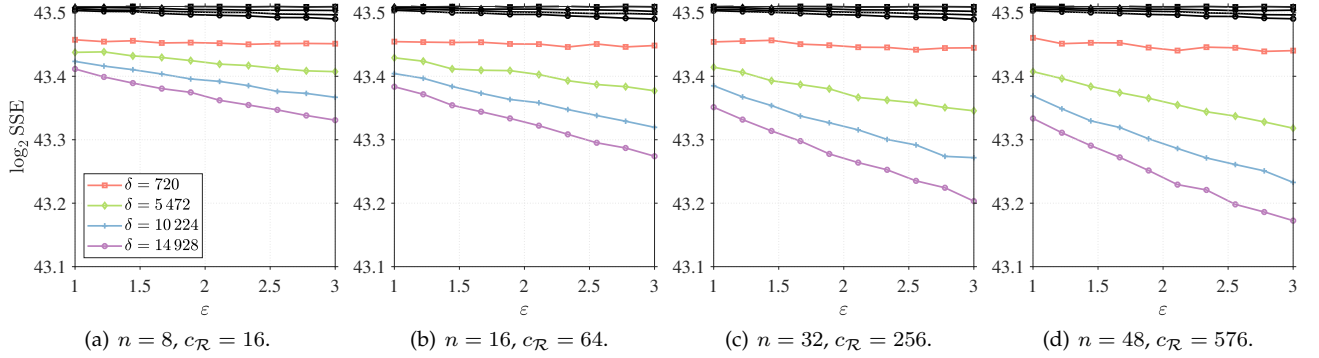 43.5
43.4
43.3
43.2
43.1
log₂ SSE
δ = 720
δ = 5 472
δ = 10 224
δ = 14 928
1 1.5 2 2.5 3
ε
(a) n = 8, c_ℛ = 16.
43.5
43.4
43.3
43.2
43.1
1 1.5 2 2.5 3
ε
(b) n = 16, c_ℛ = 64.
43.5
43.4
43.3
43.2
43.1
1 1.5 2 2.5 3
ε
(c) n = 32, c_ℛ = 256.
43.5
43.4
43.3
43.2
43.1
1 1.5 2 2.5 3
ε
(d) n = 48, c_ℛ = 576.